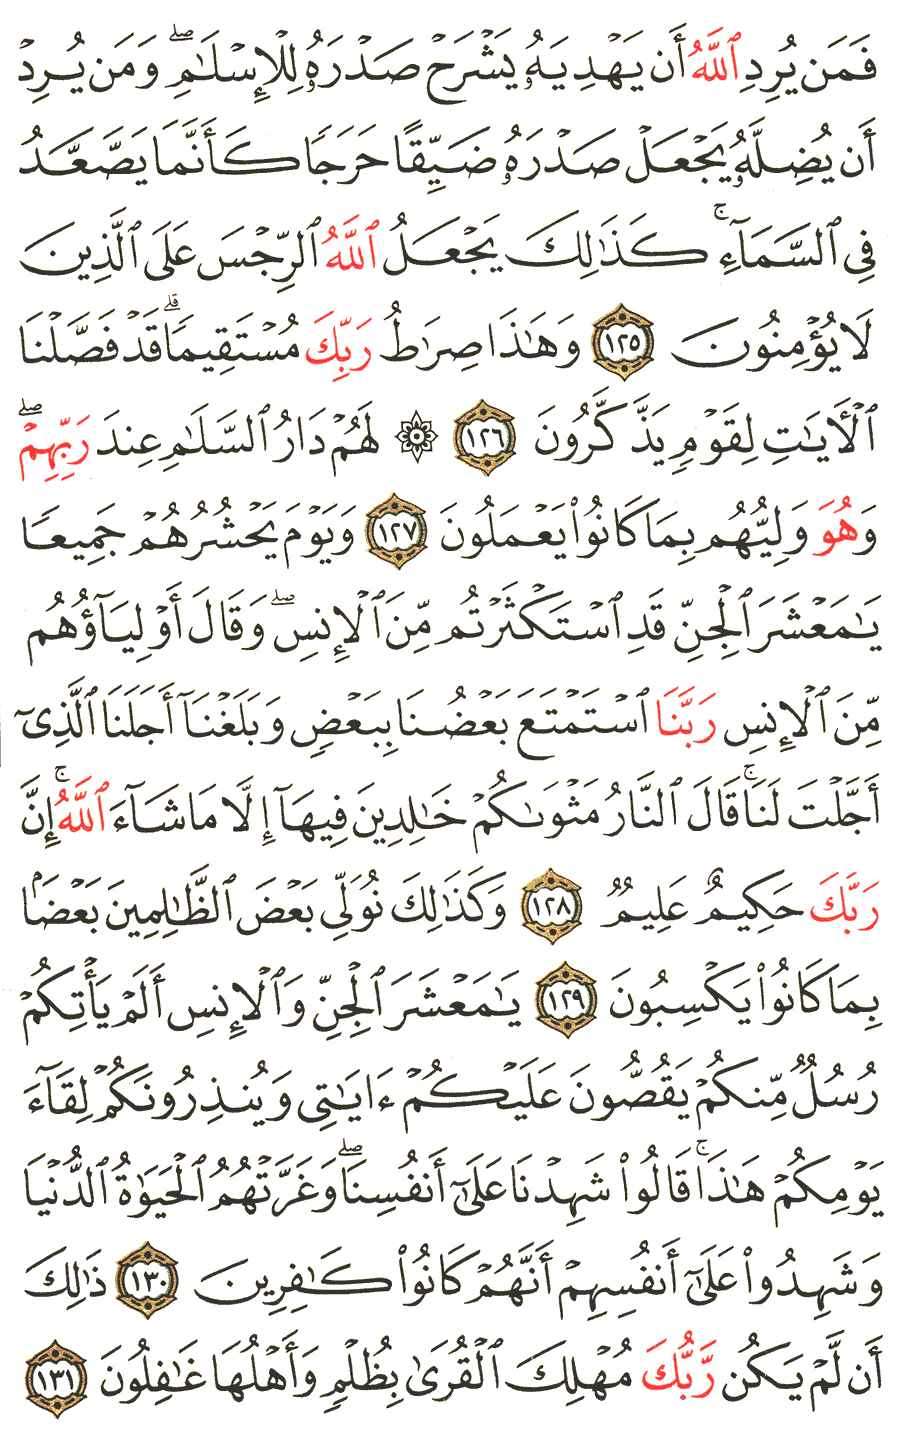 فَمَن يُرِدِ ٱللَّهُ أَن يَهْدِيَهُۥ يَشْرَحْ صَدْرَهُۥ لِلْإِسْلَـٰمِ ۖ وَمَن يُرِدْ
أَن يُضِلَّهُۥ يَجْعَلْ صَدْرَهُۥ ضَيِّقًا حَرَجًا كَأَنَّمَا يَصَّعَّدُ
فِى ٱلسَّمَآءِ ۚ كَذَٰلِكَ يَجْعَلُ ٱللَّهُ ٱلرِّجْسَ عَلَى ٱلَّذِينَ
لَا يُؤْمِنُونَ ١٢٥ وَهَـٰذَا صِرَٰطُ رَبِّكَ مُسْتَقِيمًا ۗ قَدْ فَصَّلْنَا
ٱلْـَٔايَـٰتِ لِقَوْمٍ يَذَّكَّرُونَ ١٢٦ ۞ لَهُمْ دَارُ ٱلسَّلَـٰمِ عِندَ رَبِّهِمْ ۖ
وَهُوَ وَلِيُّهُم بِمَا كَانُوا۟ يَعْمَلُونَ ١٢٧ وَيَوْمَ يَحْشُرُهُمْ جَمِيعًا
يَـٰمَعْشَرَ ٱلْجِنِّ قَدِ ٱسْتَكْثَرْتُم مِّنَ ٱلْإِنسِ ۖ وَقَالَ أَوْلِيَآؤُهُم
مِّنَ ٱلْإِنسِ رَبَّنَا ٱسْتَمْتَعَ بَعْضُنَا بِبَعْضٍ وَبَلَغْنَآ أَجَلَنَا ٱلَّذِىٓ
أَجَّلْتَ لَنَا ۚ قَالَ ٱلنَّارُ مَثْوَىٰكُمْ خَـٰلِدِينَ فِيهَآ إِلَّا مَا شَآءَ ٱللَّهُ ۚ إِنَّ
رَبَّكَ حَكِيمٌ عَلِيمٌ ١٢٨ وَكَذَٰلِكَ نُوَلِّى بَعْضَ ٱلظَّـٰلِمِينَ بَعْضًۢا
بِمَا كَانُوا۟ يَكْسِبُونَ ١٢٩ يَـٰمَعْشَرَ ٱلْجِنِّ وَٱلْإِنسِ أَلَمْ يَأْتِكُمْ
رُسُلٌ مِّنكُمْ يَقُصُّونَ عَلَيْكُمْ ءَايَـٰتِى وَيُنذِرُونَكُمْ لِقَآءَ
يَوْمِكُمْ هَـٰذَا ۚ قَالُوا۟ شَهِدْنَا عَلَىٰٓ أَنفُسِنَا ۖ وَغَرَّتْهُمُ ٱلْحَيَوٰةُ ٱلدُّنْيَا
وَشَهِدُوا۟ عَلَىٰٓ أَنفُسِهِمْ أَنَّهُمْ كَانُوا۟ كَـٰفِرِينَ ١٣٠ ذَٰلِكَ
أَن لَّمْ يَكُن رَّبُّكَ مُهْلِكَ ٱلْقُرَىٰ بِظُلْمٍ وَأَهْلُهَا غَـٰفِلُونَ ١٣١